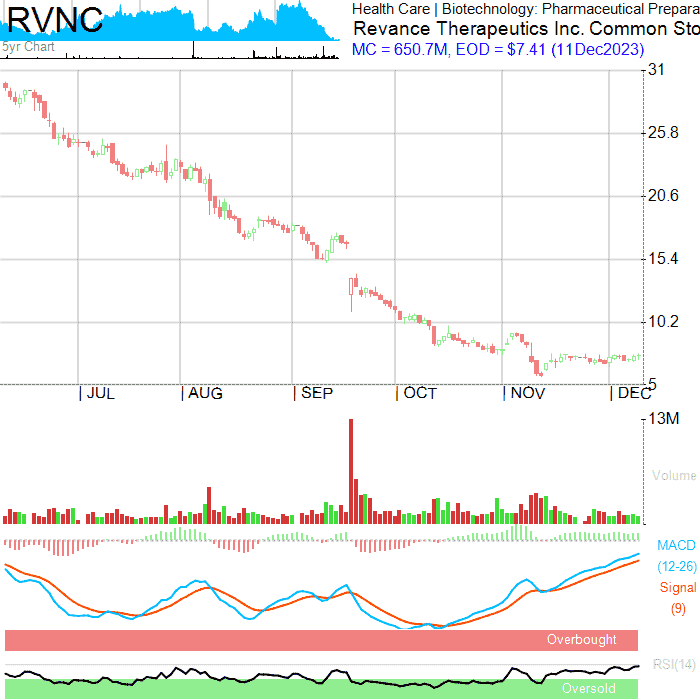 RVNC
5yr Chart
Health Care | Biotechnology: Pharmaceutical Prepara
Revance Therapeutics Inc. Common Sto
MC = 650.7M, EOD = $7.41 (11Dec2023)
31
25.8
20.6
15.4
10.2
5
| JUL | AUG | SEP | OCT | NOV | DEC
13M
Volume
MACD
(12-26)
Signal
(9)
Overbought
RSI(14)
Oversold